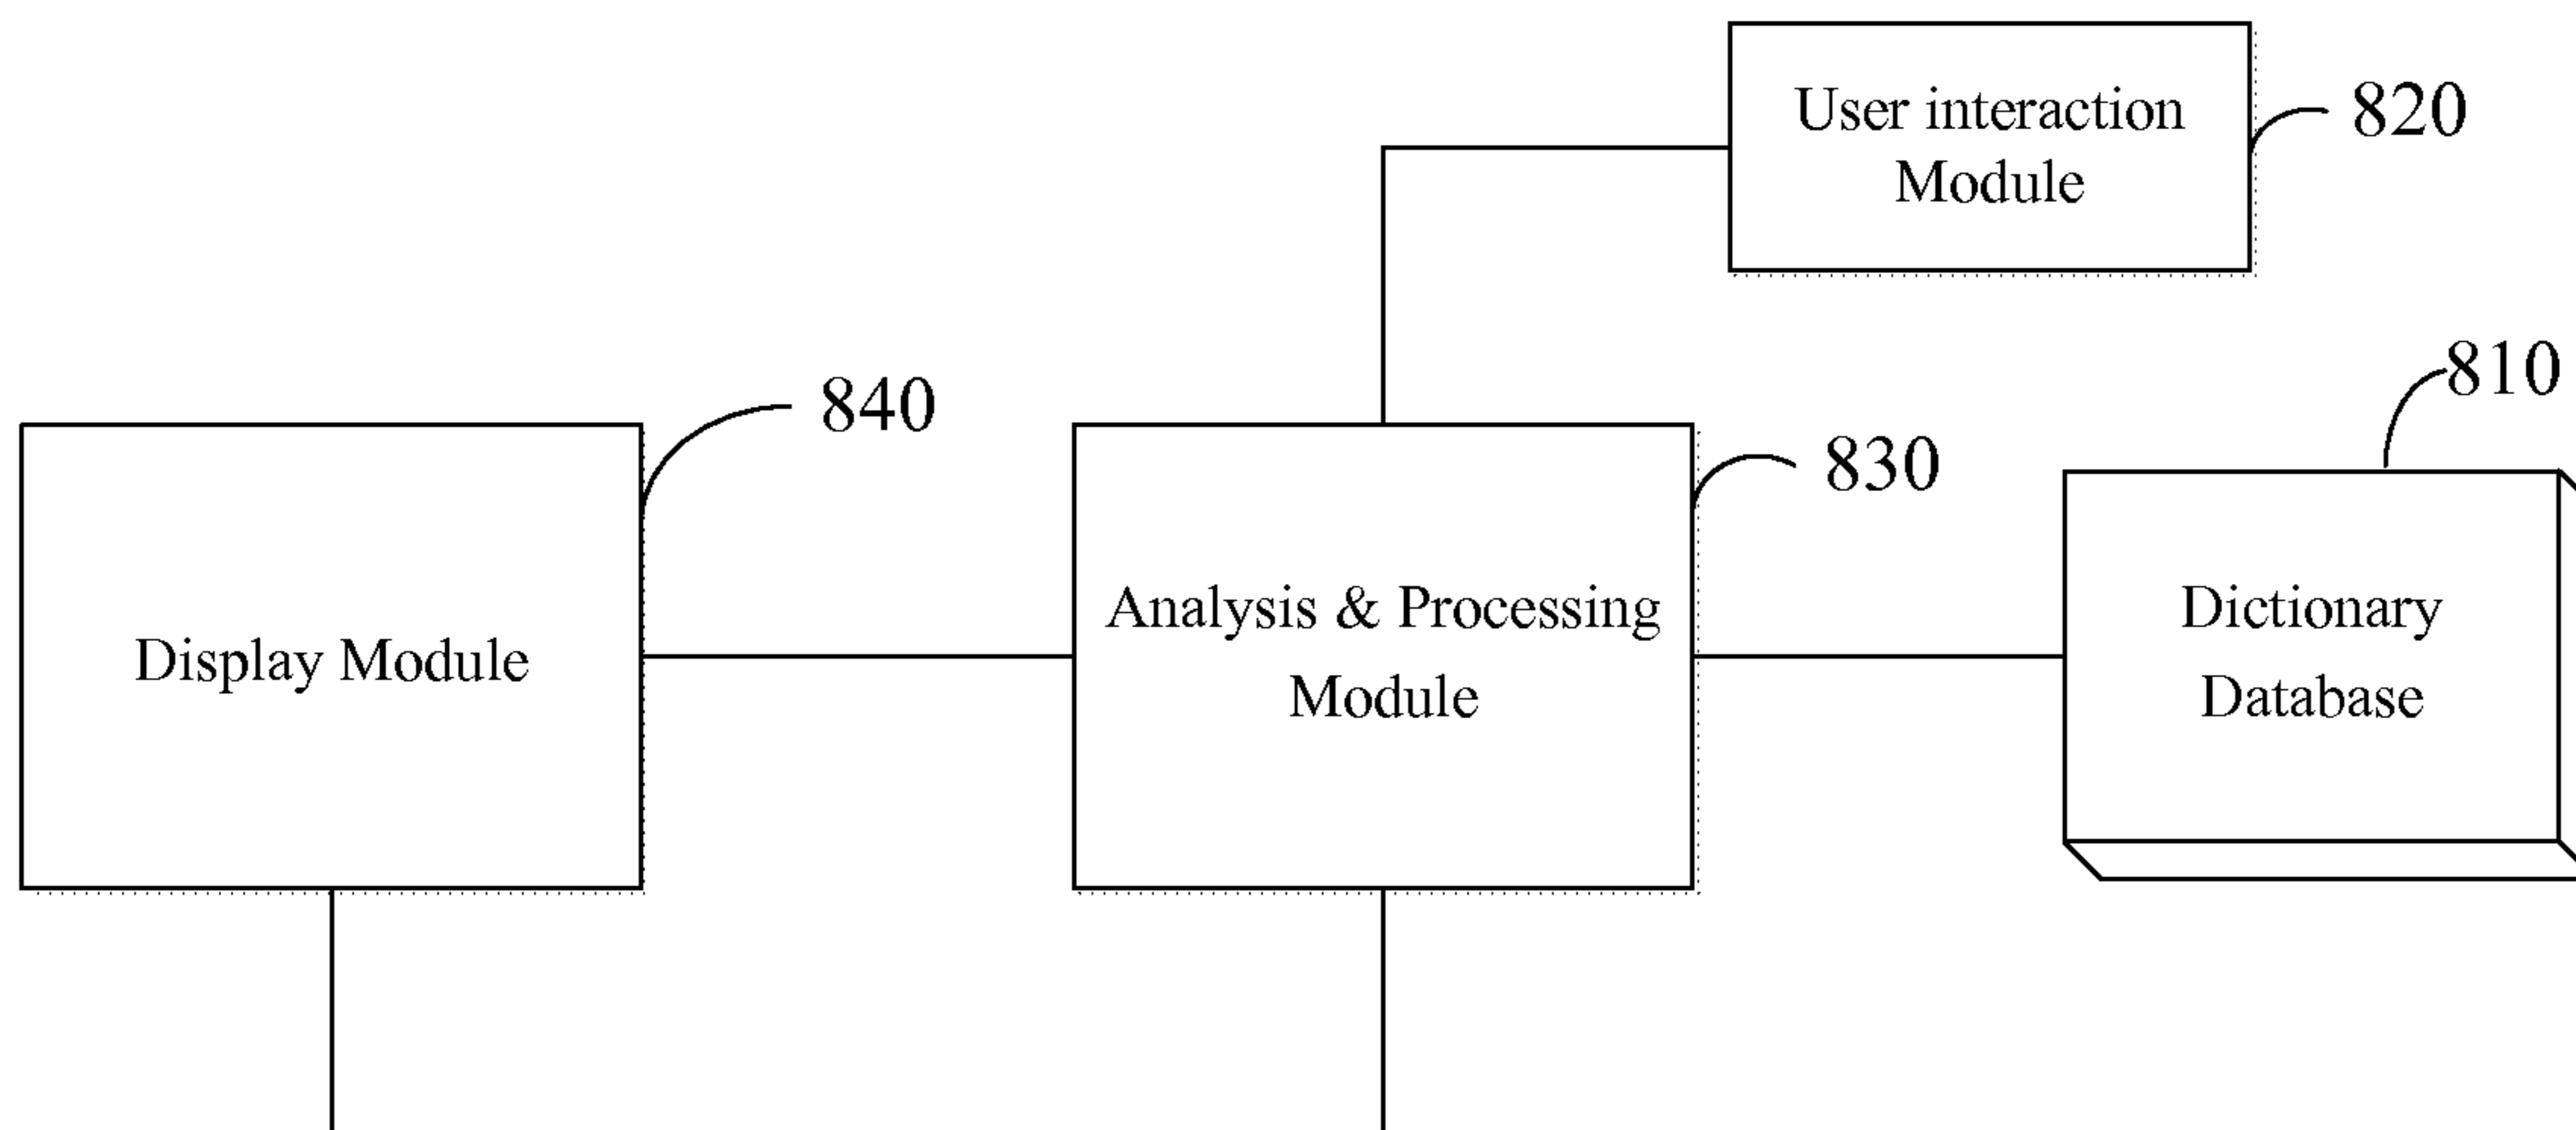 User interaction
Module
820
810
840
830
Display Module
Analysis & Processing
Module
Dictionary
Database